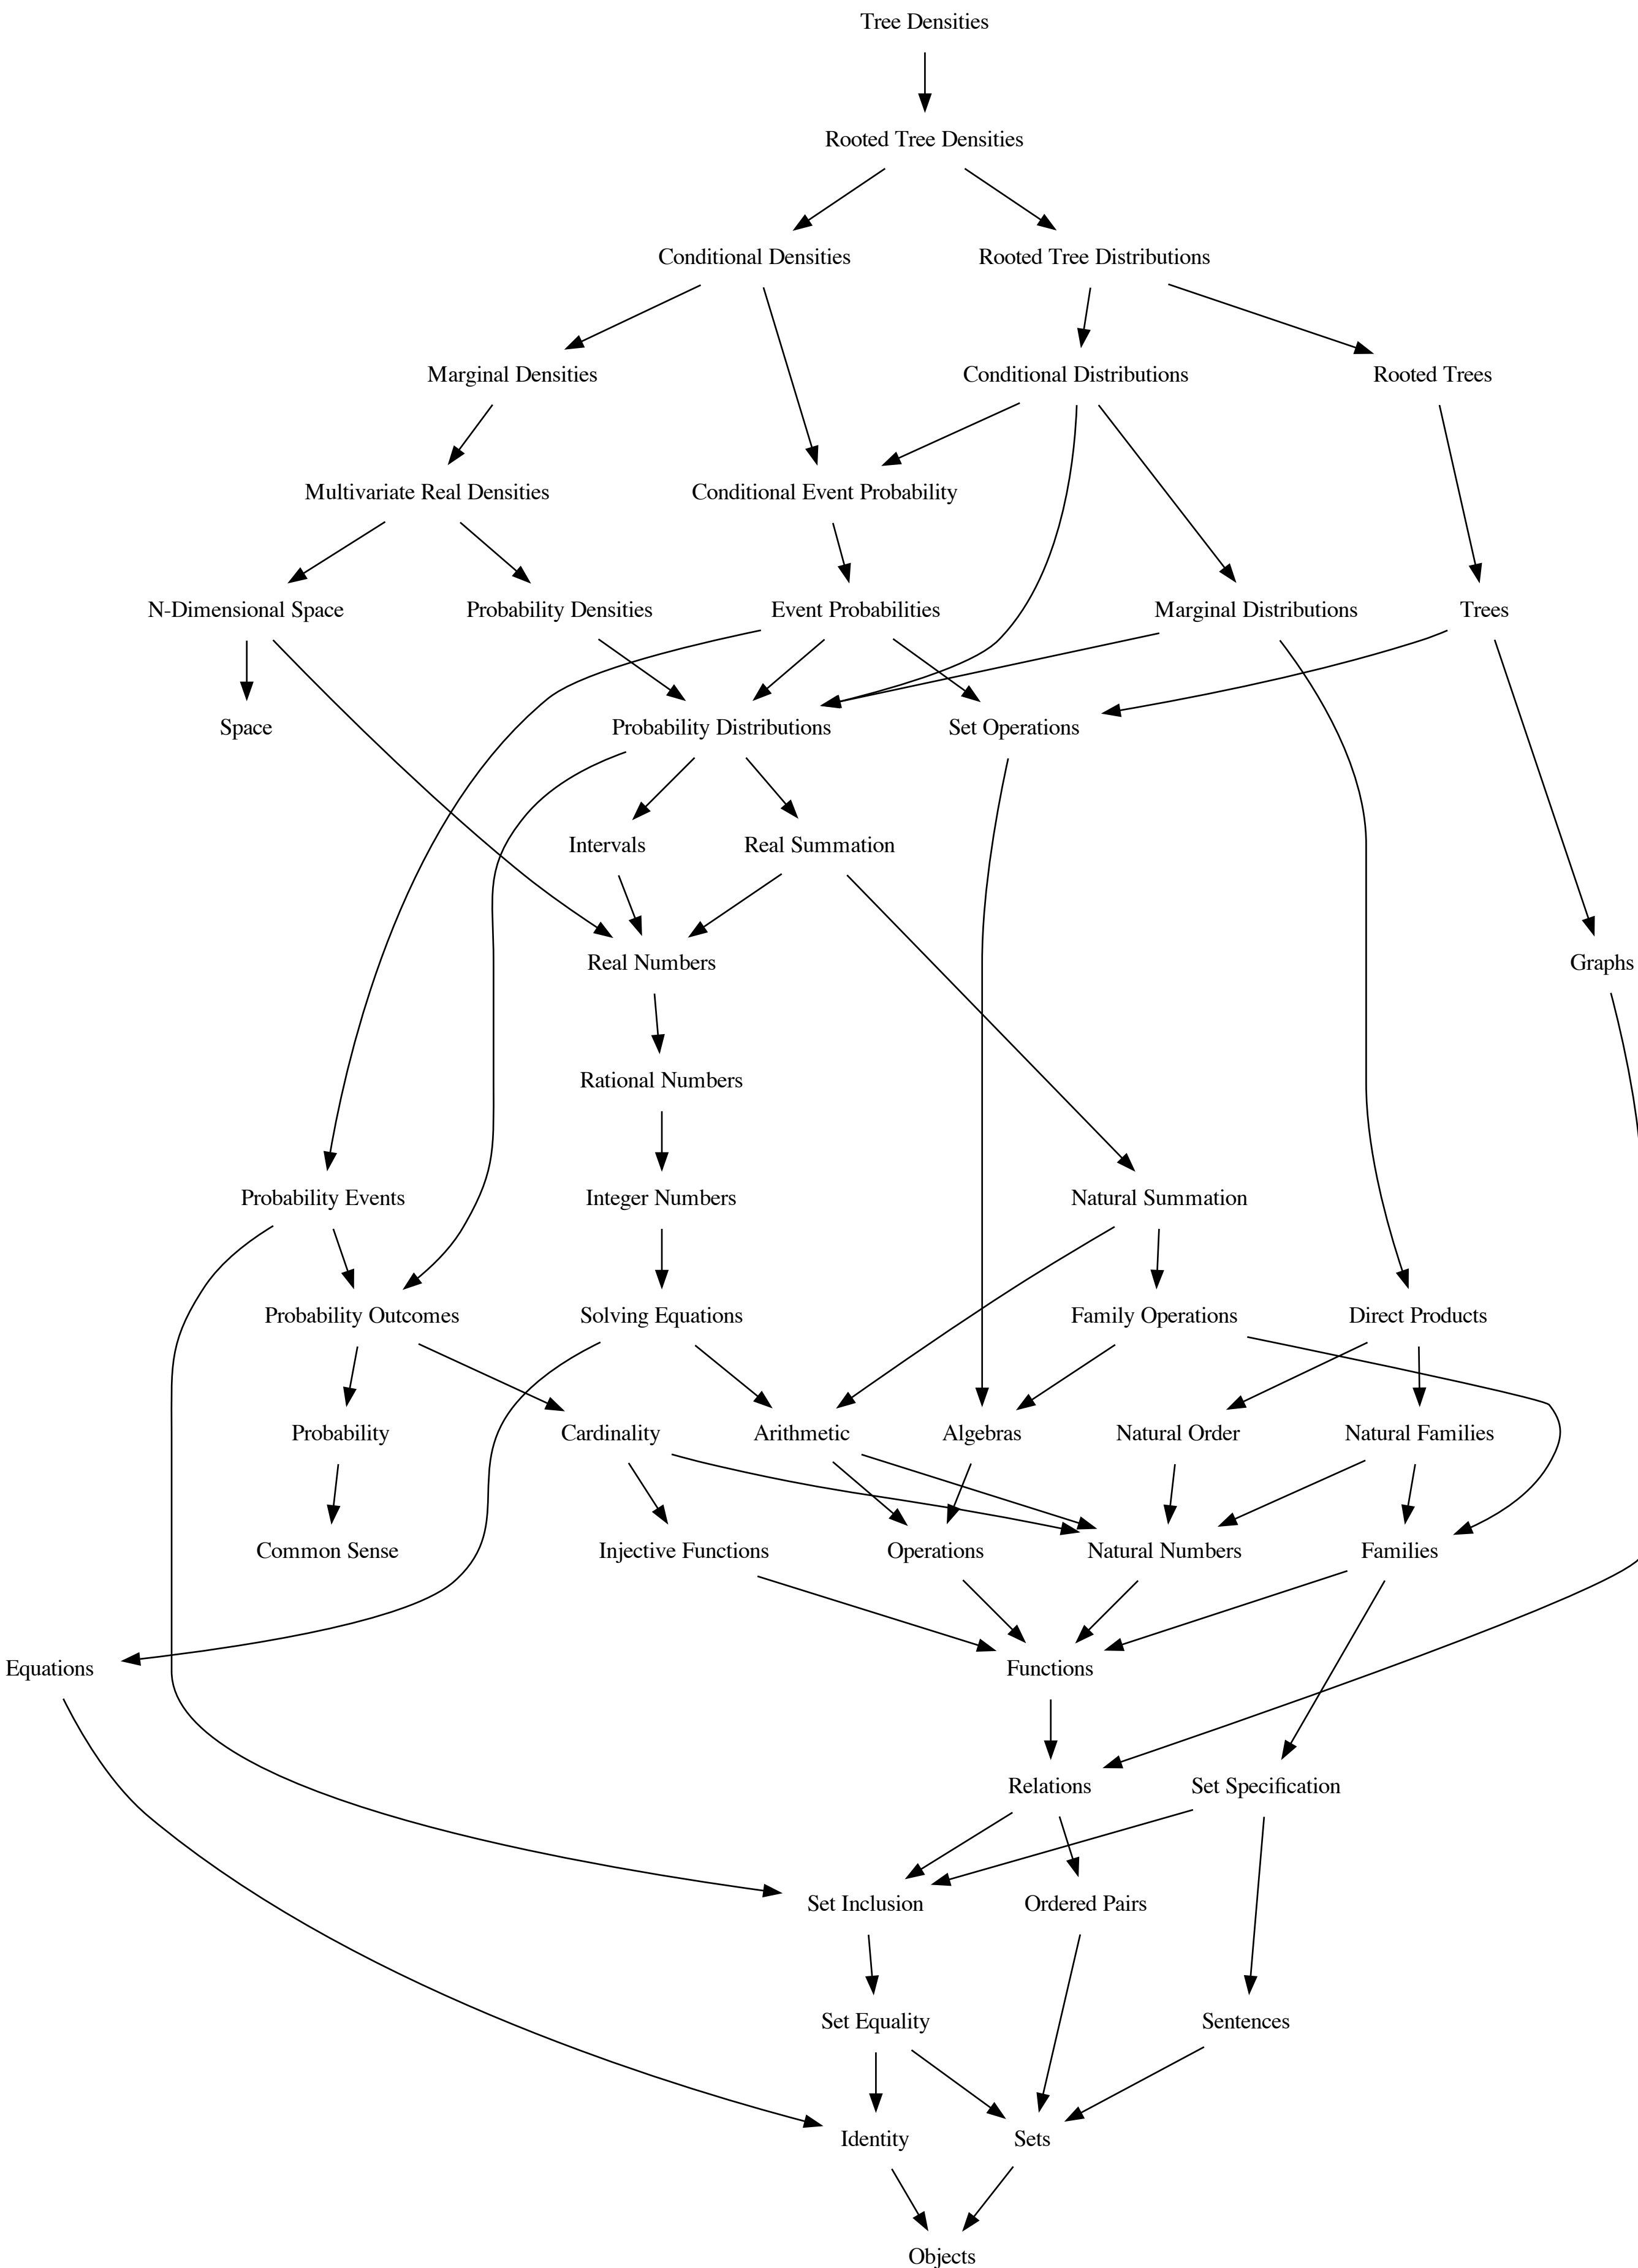 Tree Densities
Rooted Tree Densities
Conditional Densities
Rooted Tree Distributions
Marginal Densities
Conditional Distributions
Rooted Trees
Multivariate Real Densities
Conditional Event Probability
N-Dimensional Space
Probability Densities
Event Probabilities
Marginal Distributions
Trees
Space
Probability Distributions
Set Operations
Intervals
Real Summation
Real Numbers
Graphs
Rational Numbers
Probability Events
Integer Numbers
Natural Summation
Probability Outcomes
Solving Equations
Family Operations
Direct Products
Probability
Cardinality
Arithmetic
Algebras
Natural Order
Natural Families
Common Sense
Injective Functions
Operations
Natural Numbers
Families
Equations
Functions
Relations
Set Specification
Set Inclusion
Ordered Pairs
Set Equality
Sentences
Identity
Sets
Objects